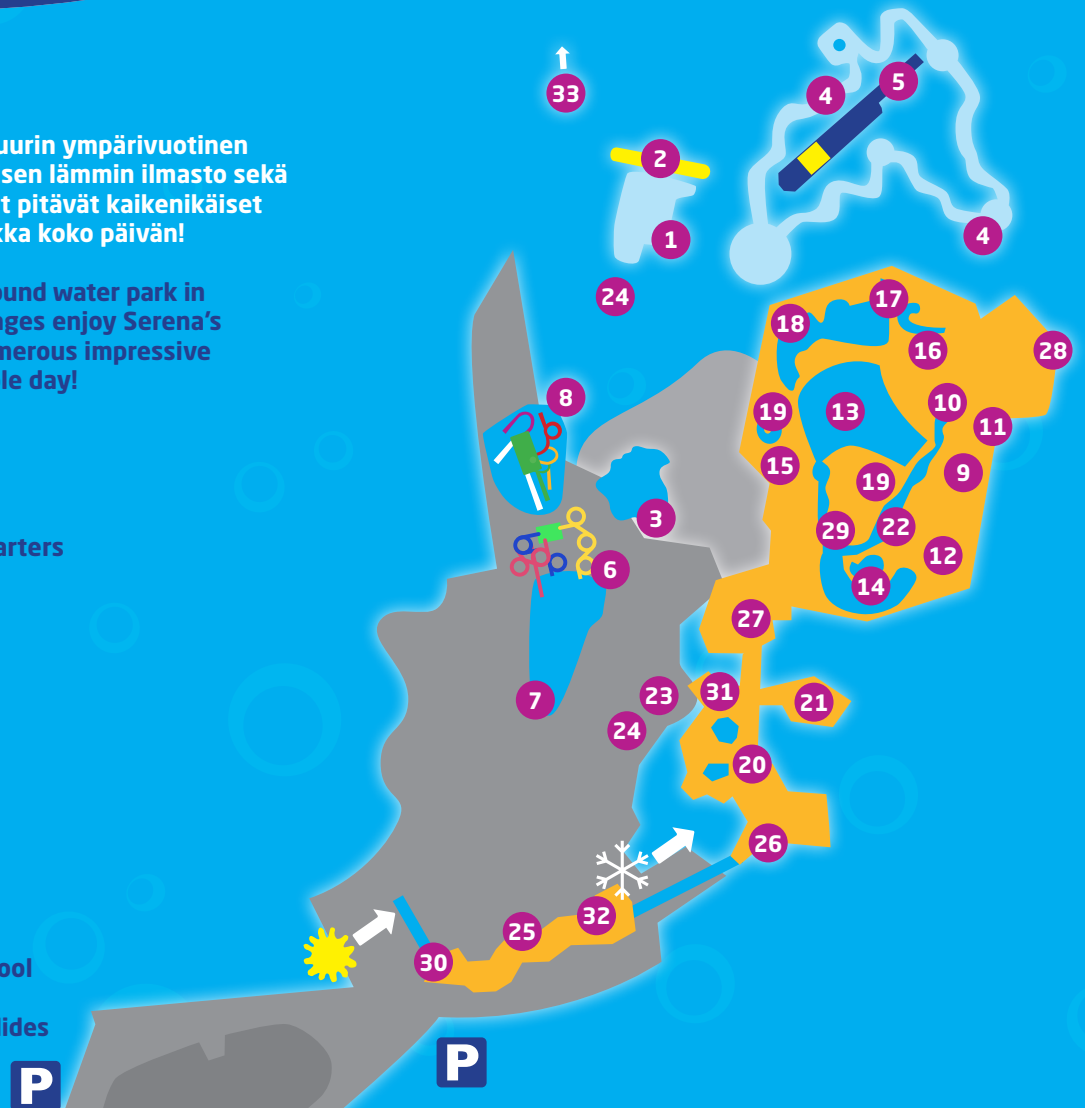 uurin ympärivuotinen
sen lämmin ilmasto sekä
t pitävät kaikenikäiset
kka koko päivän!
ound water park in
ages enjoy Serena's
merous impressive
le day!
arters
ool
lides
P
P
33
4
5
2
1
4
24
17
18
16
28
8
19
13
10
11
15
19
9
3
29
22
12
6
14
27
7
23
31
21
24
20
26
32
25
30